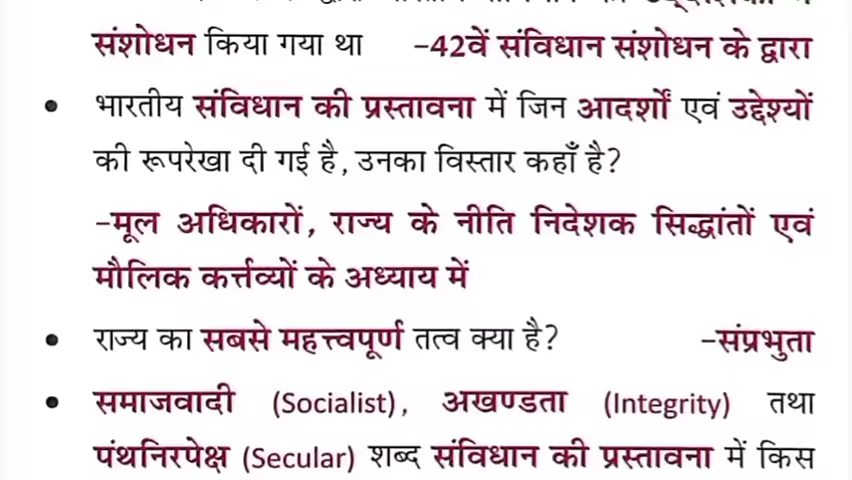 संशोधन किया गया था –42वें संविधान संशोधन के द्वारा
• भारतीय संविधान की प्रस्तावना में जिन आदर्शों एवं उद्देश्यों
की रूपरेखा दी गई है, उनका विस्तार कहाँ है?
–मूल अधिकारों, राज्य के नीति निदेशक सिद्धांतों एवं
मौलिक कर्त्तव्यों के अध्याय में
• राज्य का सबसे महत्त्वपूर्ण तत्व क्या है? –संप्रभुता
• समाजवादी (Socialist), अखण्डता (Integrity) तथा
पंथनिरपेक्ष (Secular) शब्द संविधान की प्रस्तावना में किस